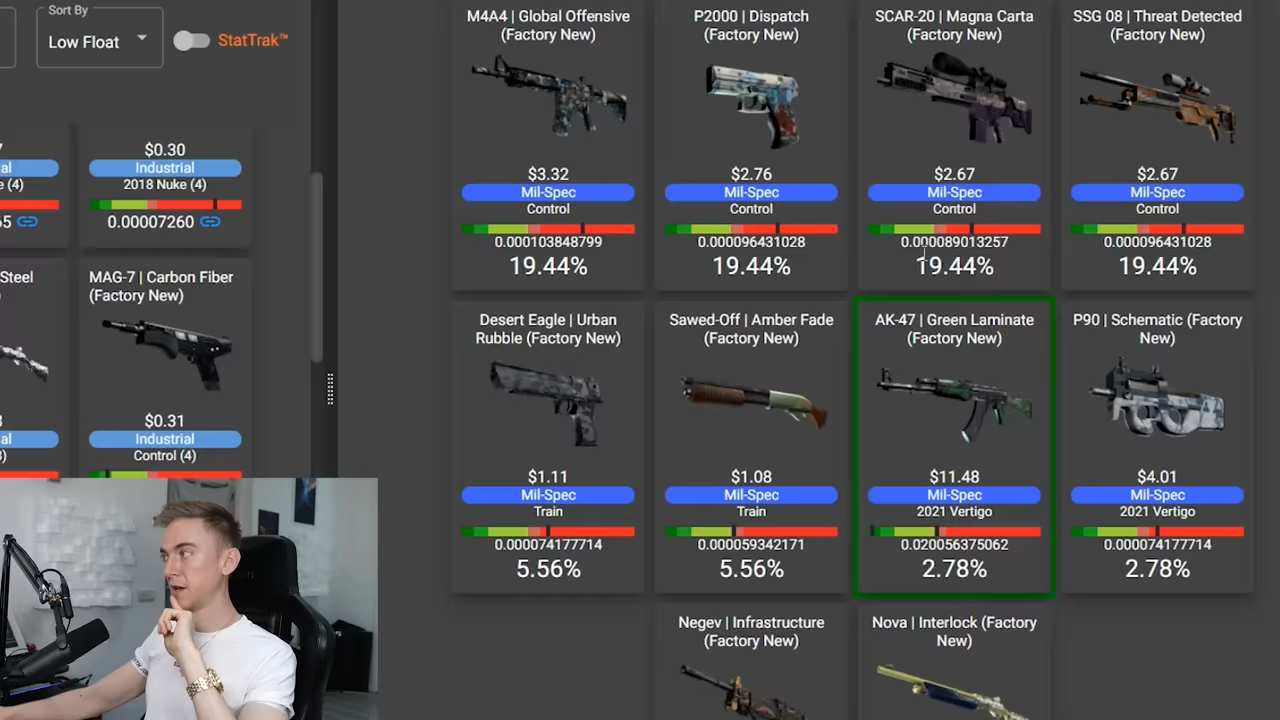 Sort By
Low Float
StatTrak™
$0.30
al
Industrial
2018 Nuke (4)
0.00007260
Steel
MAG-7 | Carbon Fiber
(Factory New)
$0.31
al
Industrial
Control (4)
M4A4 | Global Offensive
(Factory New)
$3.32
Mil-Spec
Control
0.000103848799
19.44%
P2000 | Dispatch
(Factory New)
$2.76
Mil-Spec
Control
0.000096431028
19.44%
SCAR-20 | Magna Carta
(Factory New)
$2.67
Mil-Spec
Control
0.000089013257
19.44%
SSG 08 | Threat Detected
(Factory New)
$2.67
Mil-Spec
Control
0.000096431028
19.44%
Desert Eagle | Urban
Rubble (Factory New)
$1.11
Mil-Spec
Train
0.000074177714
5.56%
Sawed-Off | Amber Fade
(Factory New)
$1.08
Mil-Spec
Train
0.000059342171
5.56%
AK-47 | Green Laminate
(Factory New)
$11.48
Mil-Spec
2021 Vertigo
0.020056375062
2.78%
P90 | Schematic (Factory
New)
$4.01
Mil-Spec
2021 Vertigo
0.000074177714
2.78%
Negev | Infrastructure
(Factory New)
Nova | Interlock (Factory
New)